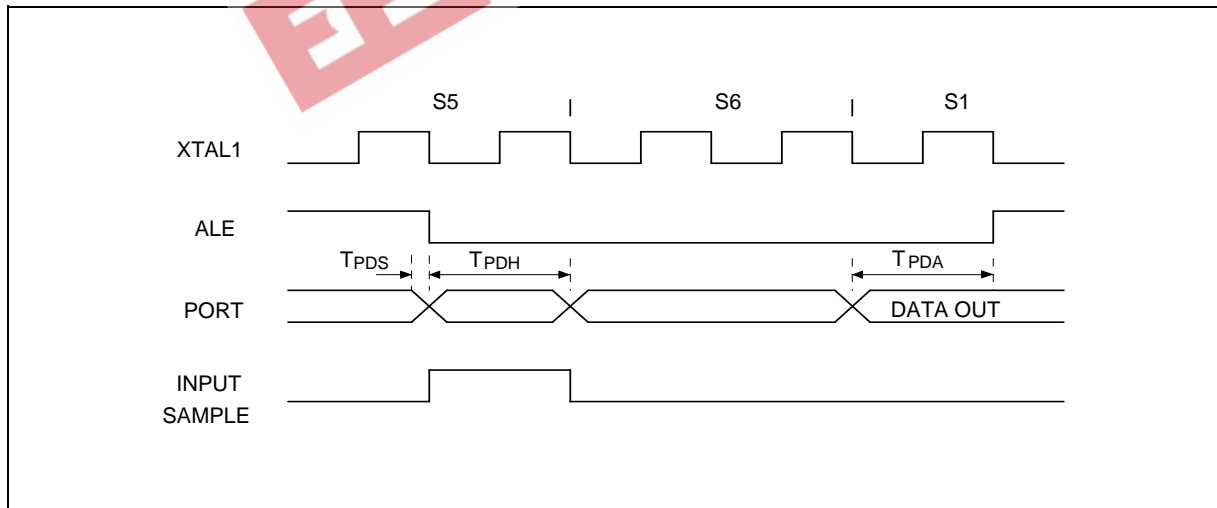 S5 S6 S1
XTAL1
ALE
TPDS TPDH TPDA
PORT DATA OUT
INPUT
SAMPLE